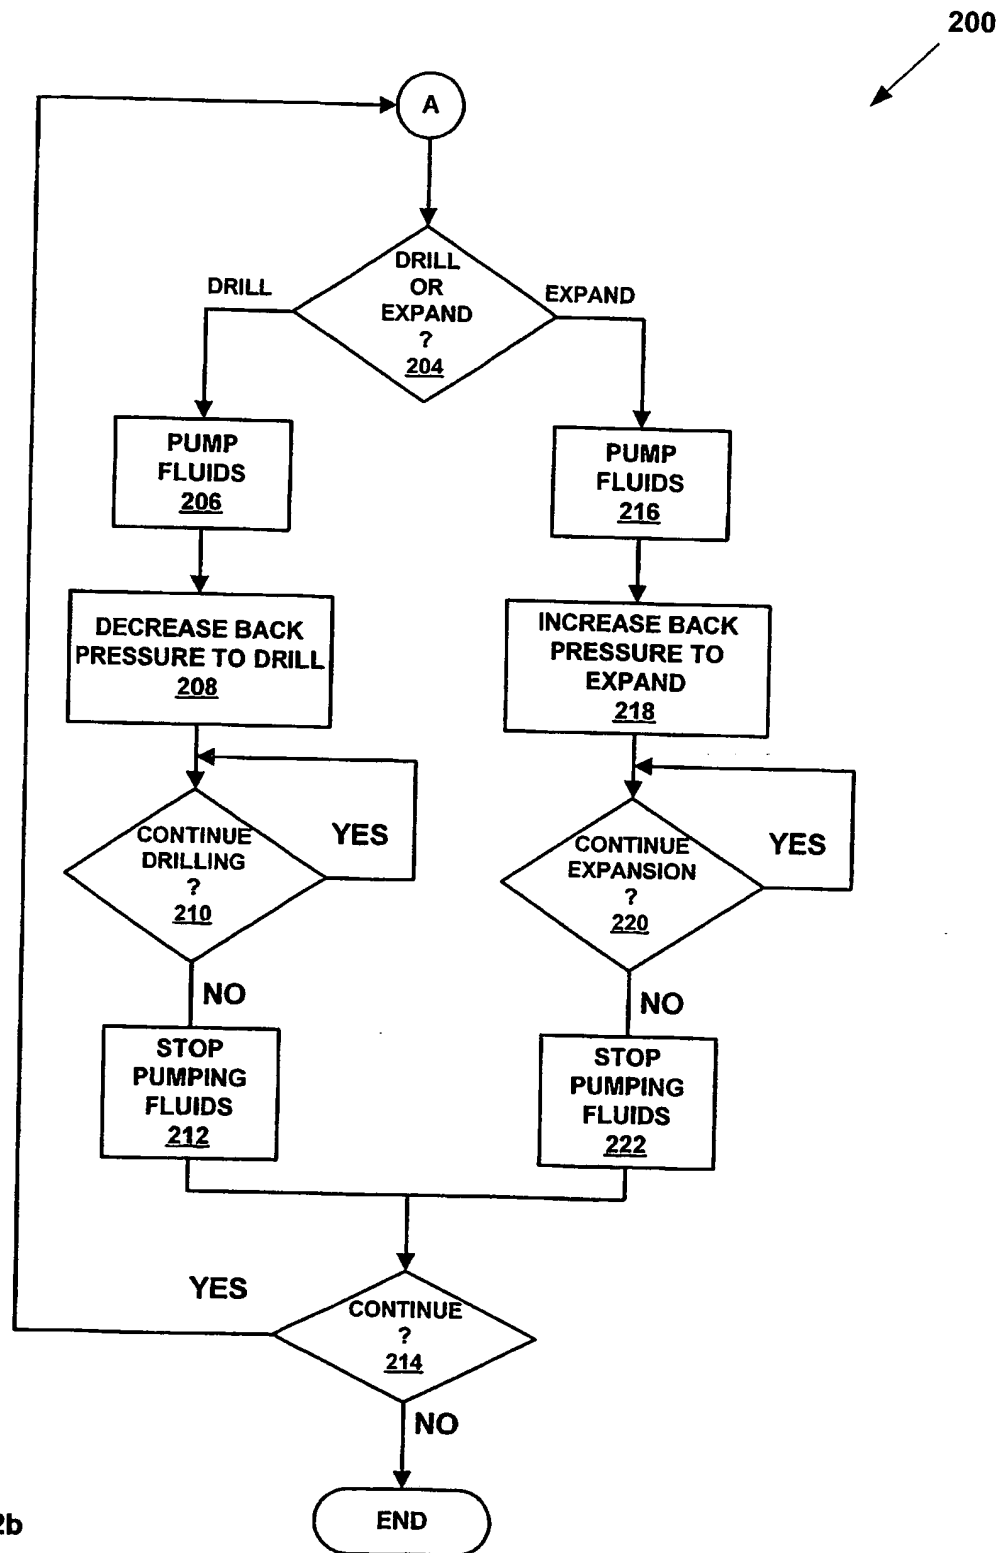 200
A
DRILL
OR
EXPAND
?
204
DRILL
EXPAND
PUMP
FLUIDS
206
PUMP
FLUIDS
216
DECREASE BACK
PRESSURE TO DRILL
208
INCREASE BACK
PRESSURE TO
EXPAND
218
CONTINUE
DRILLING
?
210
YES
CONTINUE
EXPANSION
?
220
YES
NO
NO
STOP
PUMPING
FLUIDS
212
STOP
PUMPING
FLUIDS
222
YES
CONTINUE
?
214
NO
END
2b